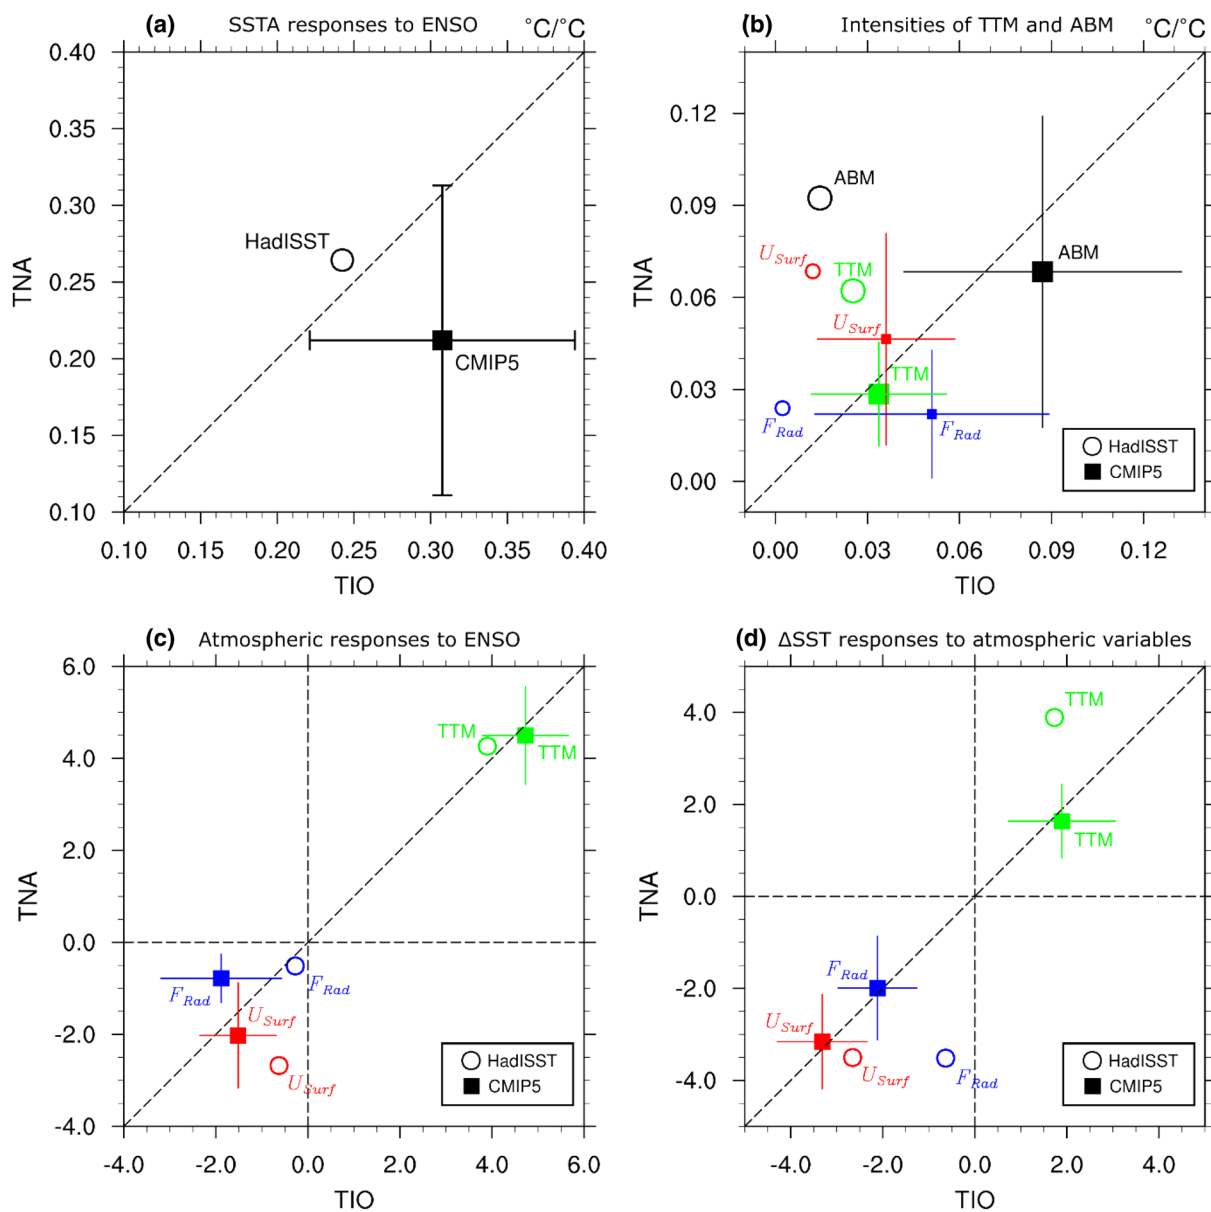 (a) SSTA responses to ENSO °C/°C
0.40
0.35
0.30
0.25
0.20
0.15
0.10
TNA
HadISST
CMIP5
0.10 0.15 0.20 0.25 0.30 0.35 0.40
TIO
(b) Intensities of TTM and ABM °C/°C
0.12
0.09
0.06
0.03
0.00
TNA
ABM
ABM
U_Surf
TTM
U_Surf
TTM
F_Rad
F_Rad
HadISST
CMIP5
0.00 0.03 0.06 0.09 0.12
TIO
(c) Atmospheric responses to ENSO
6.0
4.0
2.0
0.0
-2.0
-4.0
TNA
TTM
TTM
F_Rad
F_Rad
U_Surf
U_Surf
HadISST
CMIP5
-4.0 -2.0 0.0 2.0 4.0 6.0
TIO
(d) ΔSST responses to atmospheric variables
4.0
2.0
0.0
-2.0
-4.0
TNA
TTM
TTM
F_Rad
U_Surf
U_Surf
F_Rad
HadISST
CMIP5
-4.0 -2.0 0.0 2.0 4.0
TIO